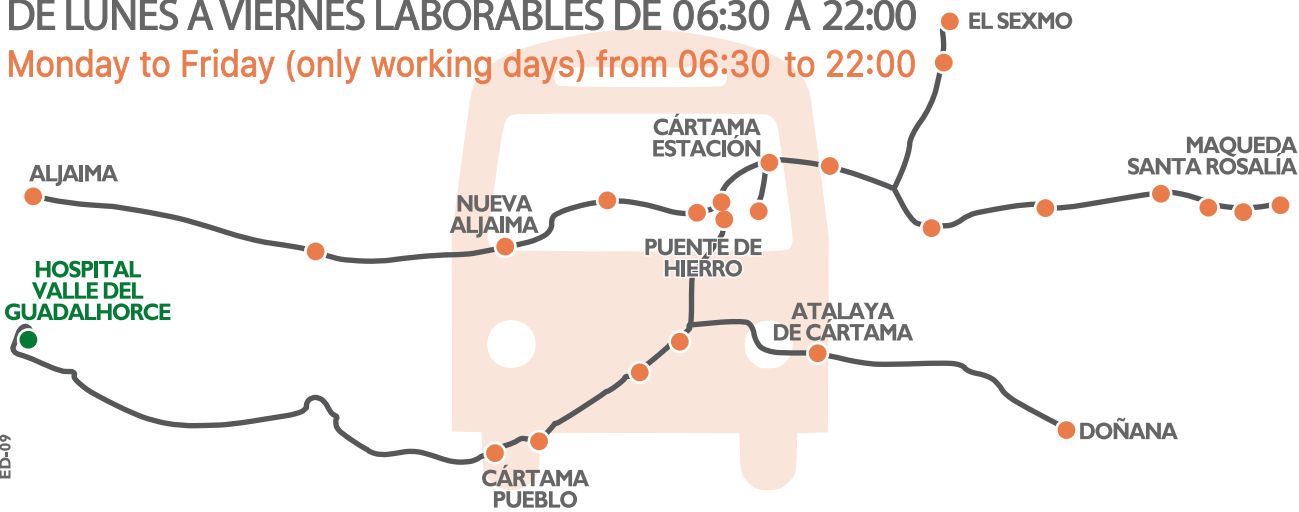 DE LUNES A VIERNES LABORABLES DE 06:30 A 22:00
Monday to Friday (only working days) from 06:30 to 22:00
EL SEXMO
CÁRTAMA
ESTACIÓN
MAQUEDA
SANTA ROSALÍA
ALJAIMA
NUEVA
ALJAIMA
PUENTE DE
HIERRO
HOSPITAL
VALLE DEL
GUADALHORCE
ATALAYA
DE CÁRTAMA
DOÑANA
CÁRTAMA
PUEBLO
ED-09